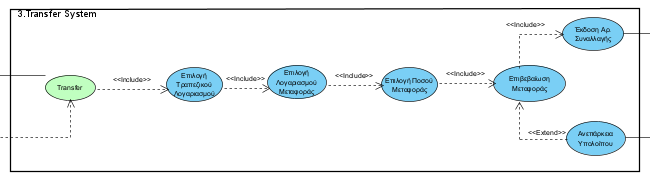 3.Transfer System
<<Include>>
Έκδοση Αρ.
Συναλλαγής
<<Include>>
<<Include>>
<<Include>>
<<Include>>
Transfer
Επιλογή
Τραπεζικού
Λογαριασμού
Επιλογή
Λογαριασμού
Μεταφοράς
Επιλογή Ποσού
Μεταφοράς
Επιβεβαίωση
Μεταφοράς
<<Extend>>
Ανεπάρκεια
Υπολοίπου